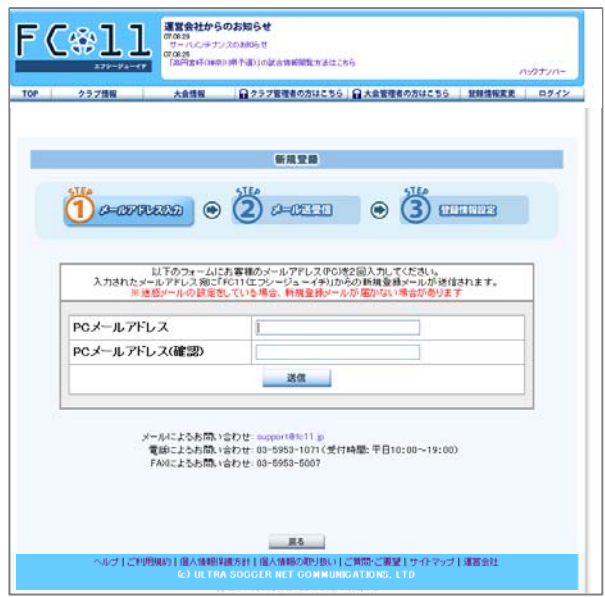 FC11
エフシージューイチ
運営会社からのお知らせ
07.08.29
サーバメンテナンスのお知らせ
07.08.25
「高円宮杯(神奈川県予選)」の試合情報閲覧方法はこちら
バックナンバー
TOP クラブ情報 大会情報 クラブ管理者の方はこちら 大会管理者の方はこちら 登録情報変更 ログイン
新規登録
STEP 1 メールアドレス入力 STEP 2 メール送受信 STEP 3 登録情報設定
以下のフォームにお客様のメールアドレス(PC)を2回入力してください。
入力されたメールアドレス宛に「FC11(エフシージューイチ)」からの新規登録メールが送信されます。
※迷惑メールの設定をしている場合、新規登録メールが届かない場合があります
PCメールアドレス
PCメールアドレス(確認)
送信
メールによるお問い合わせ: support@fc11.jp
電話によるお問い合わせ: 03-5953-1071(受付時間: 平日10:00～19:00)
FAXによるお問い合わせ: 03-5953-5007
戻る
ヘルプ | ご利用規約 | 個人情報保護方針 | 個人情報の取り扱い | ご質問・ご要望 | サイトマップ | 運営会社
(c) ULTRA SOCCER NET COMMUNICATIONS, LTD